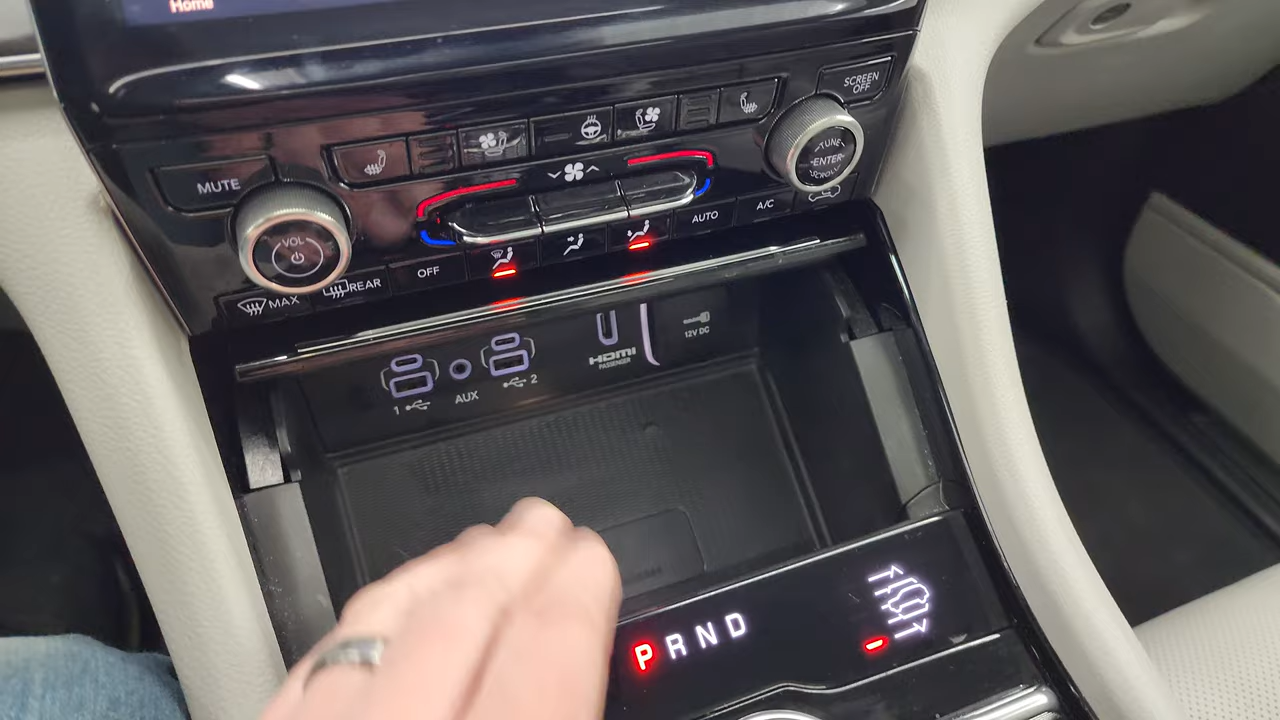 Home
SCREEN
OFF
MUTE
TUNE
ENTER
SCROLL
VOL
AUTO
A/C
OFF
MAX
REAR
HDMI
PASSENGER
12V DC
1
AUX
2
P R N D